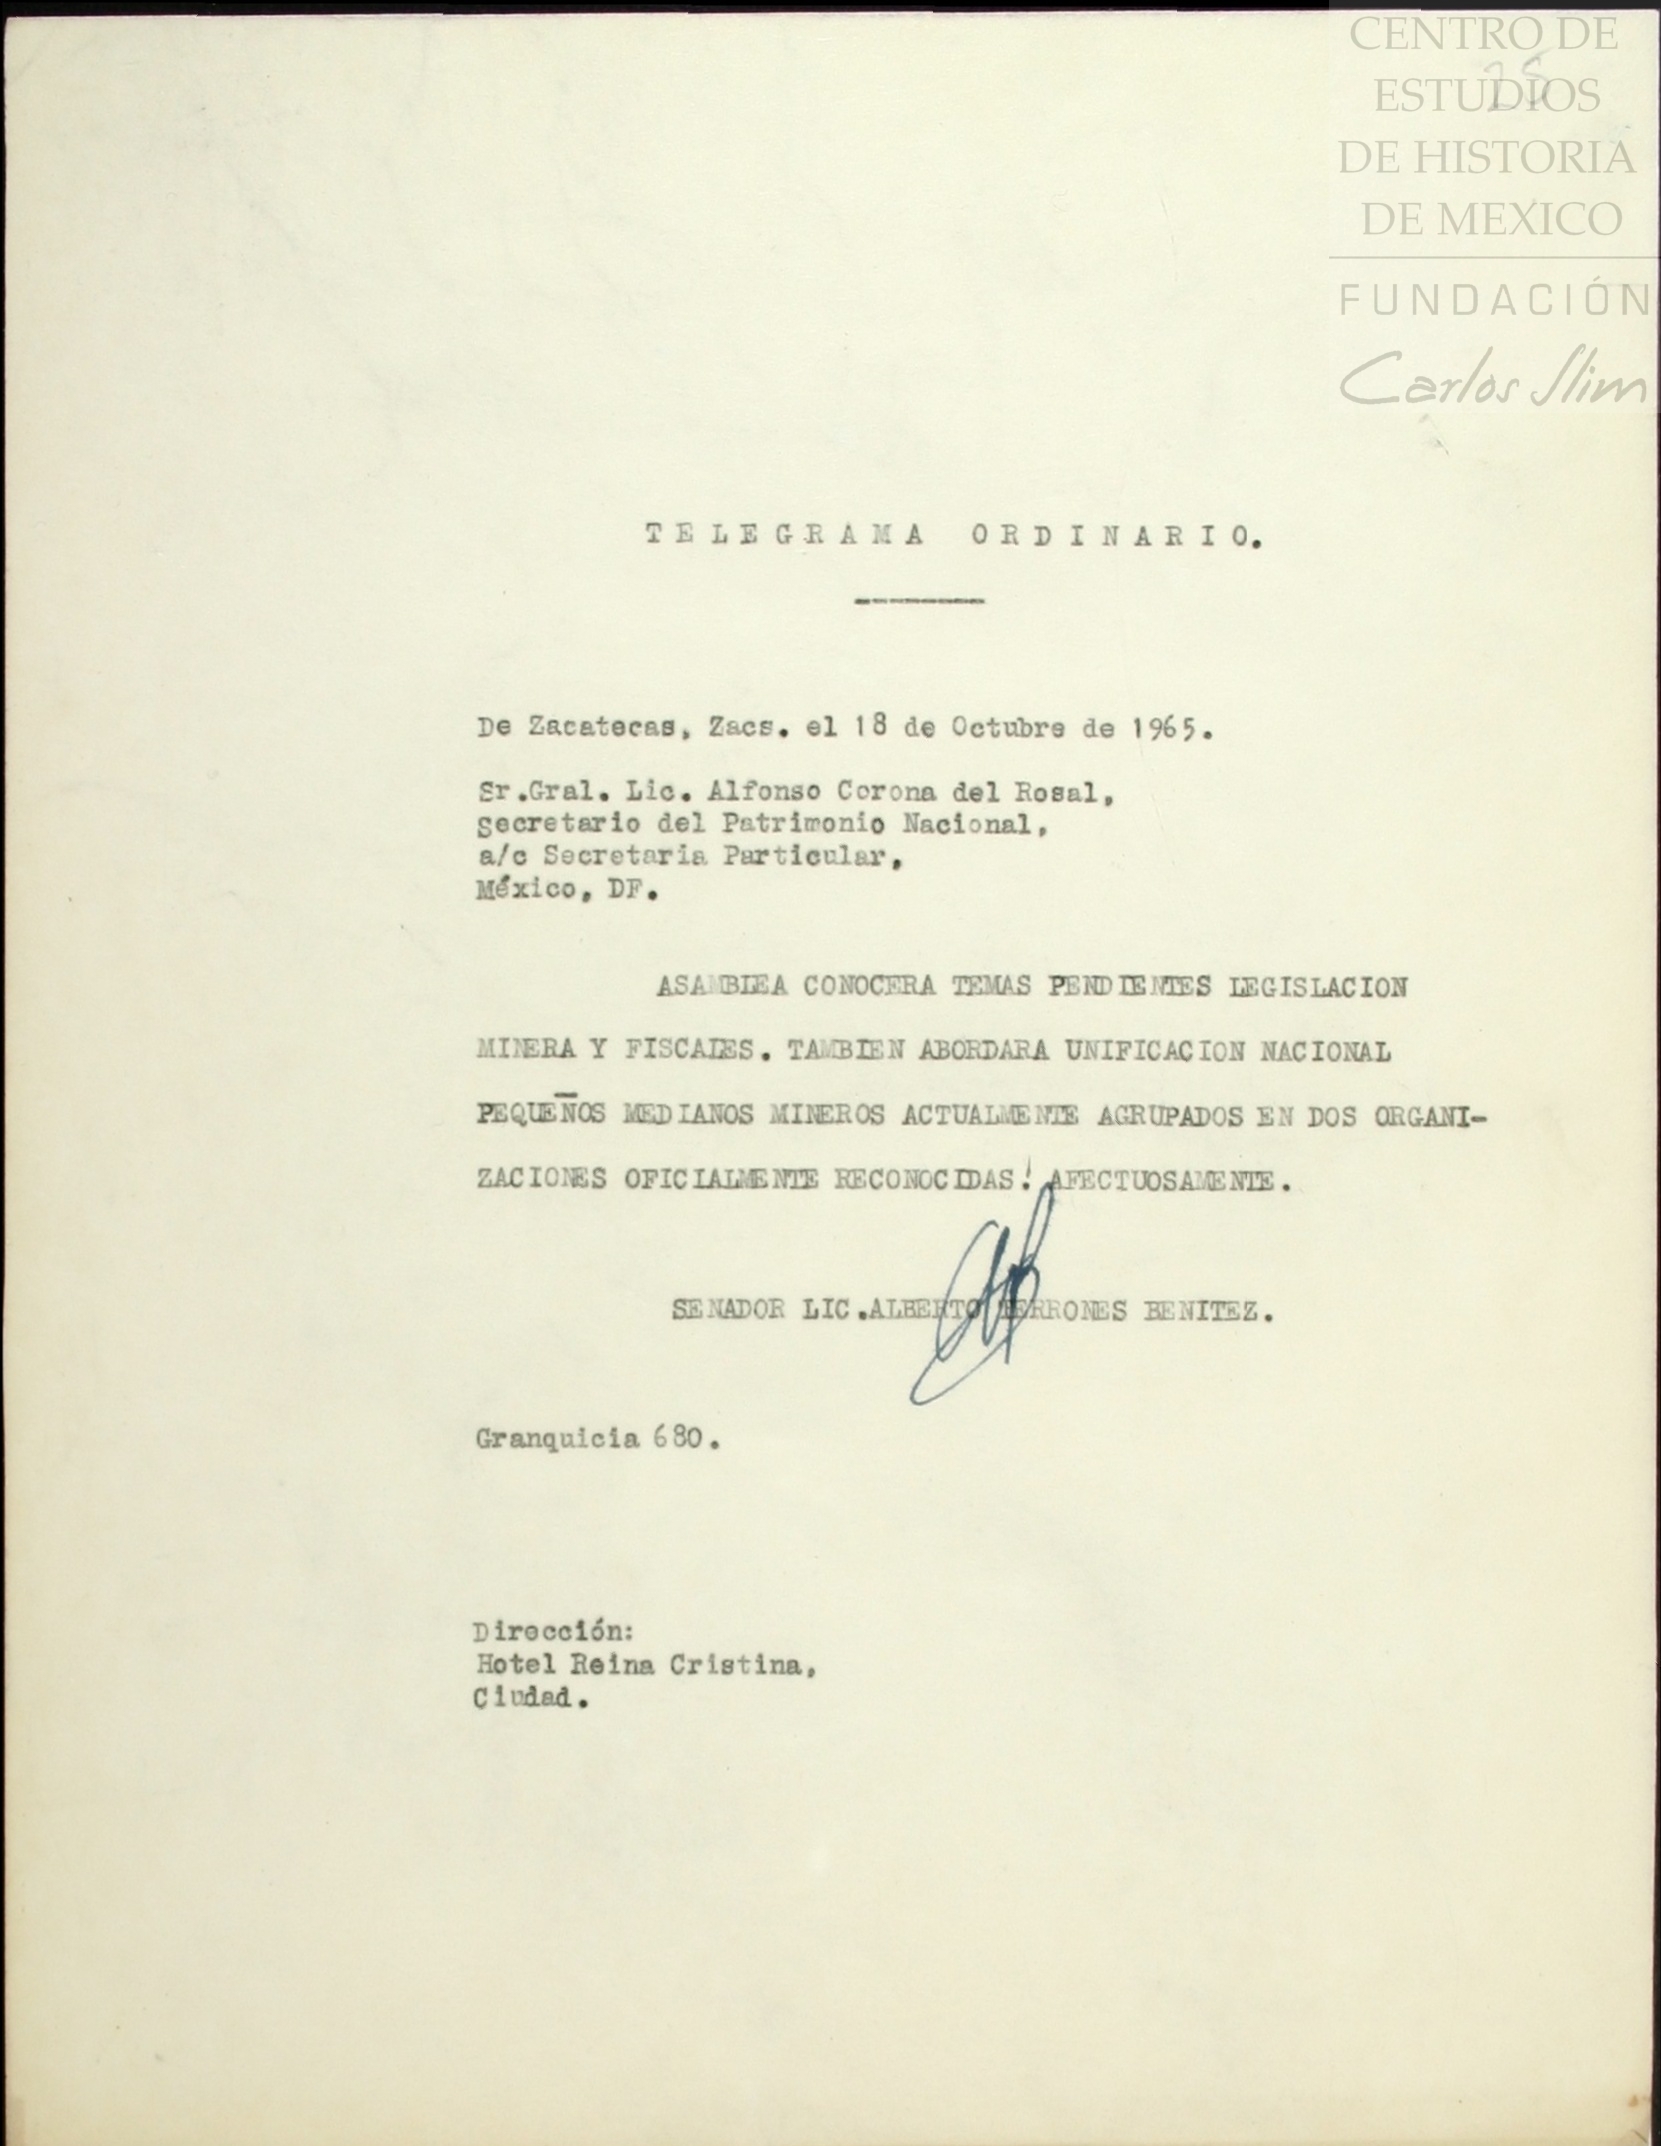 CENTRO DE
ESTUDIOS
DE HISTORIA
DE MEXICO
FUNDACIÓN
Carlos Slim
25
TELEGRAMA ORDINARIO.
De Zacatecas, Zacs. el 18 de Octubre de 1965.
Sr.Gral. Lic. Alfonso Corona del Rosal,
secretario del Patrimonio Nacional,
a/c Secretaria Particular,
México, DF.
ASAMBLEA CONOCERA TEMAS PENDIENTES LEGISLACION
MINERA Y FISCALES. TAMBIEN ABORDARA UNIFICACION NACIONAL
PEQUEÑOS MEDIANOS MINEROS ACTUALMENTE AGRUPADOS EN DOS ORGANI-
ZACIONES OFICIALMENTE RECONOCIDAS! AFECTUOSAMENTE.
SENADOR LIC.ALBERTO TERRONES BENITEZ.
Granquicia 680.
Dirección:
Hotel Reina Cristina,
Ciudad.